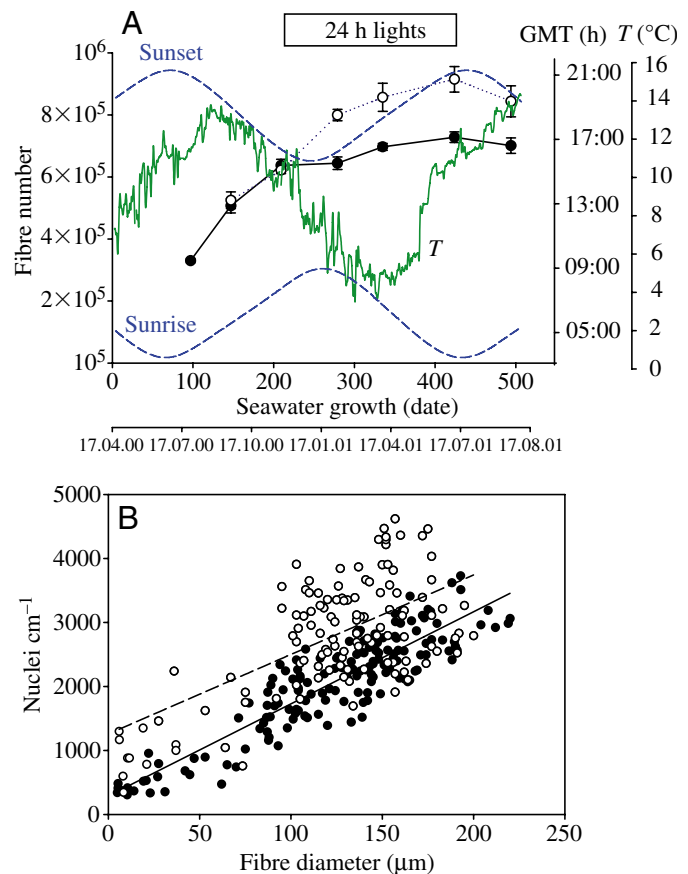 A
24 h lights
GMT (h) T (°C)
Sunset
Sunrise
T
Fibre number
10⁶
8×10⁵
6×10⁵
4×10⁵
2×10⁵
10⁵
21:00
17:00
13:00
09:00
05:00
16
14
12
10
8
6
4
2
0
0 100 200 300 400 500
Seawater growth (date)
17.04.00 17.07.00 17.10.00 17.01.01 17.04.01 17.07.01 17.08.01
B
Nuclei cm⁻¹
5000
4000
3000
2000
1000
0
0 50 100 150 200 250
Fibre diameter (μm)